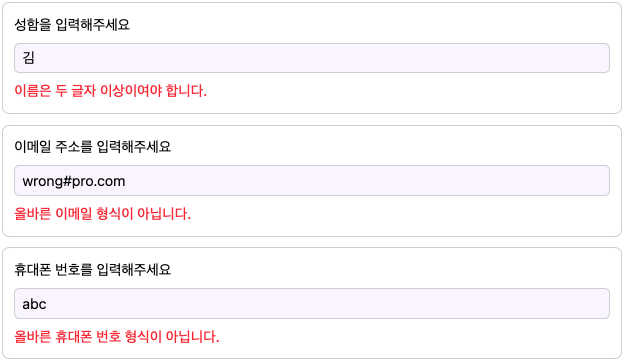 성함을 입력해주세요
김
이름은 두 글자 이상이여야 합니다.
이메일 주소를 입력해주세요
wrong#pro.com
올바른 이메일 형식이 아닙니다.
휴대폰 번호를 입력해주세요
abc
올바른 휴대폰 번호 형식이 아닙니다.